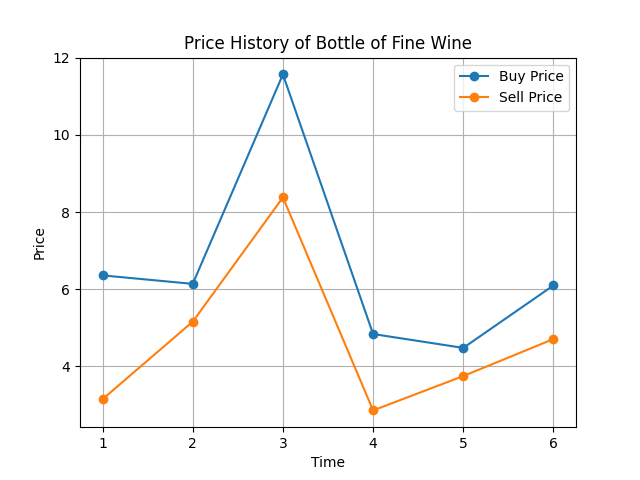 Price History of Bottle of Fine Wine
Buy Price
Sell Price
12
10
8
6
4
Price
1 2 3 4 5 6
Time